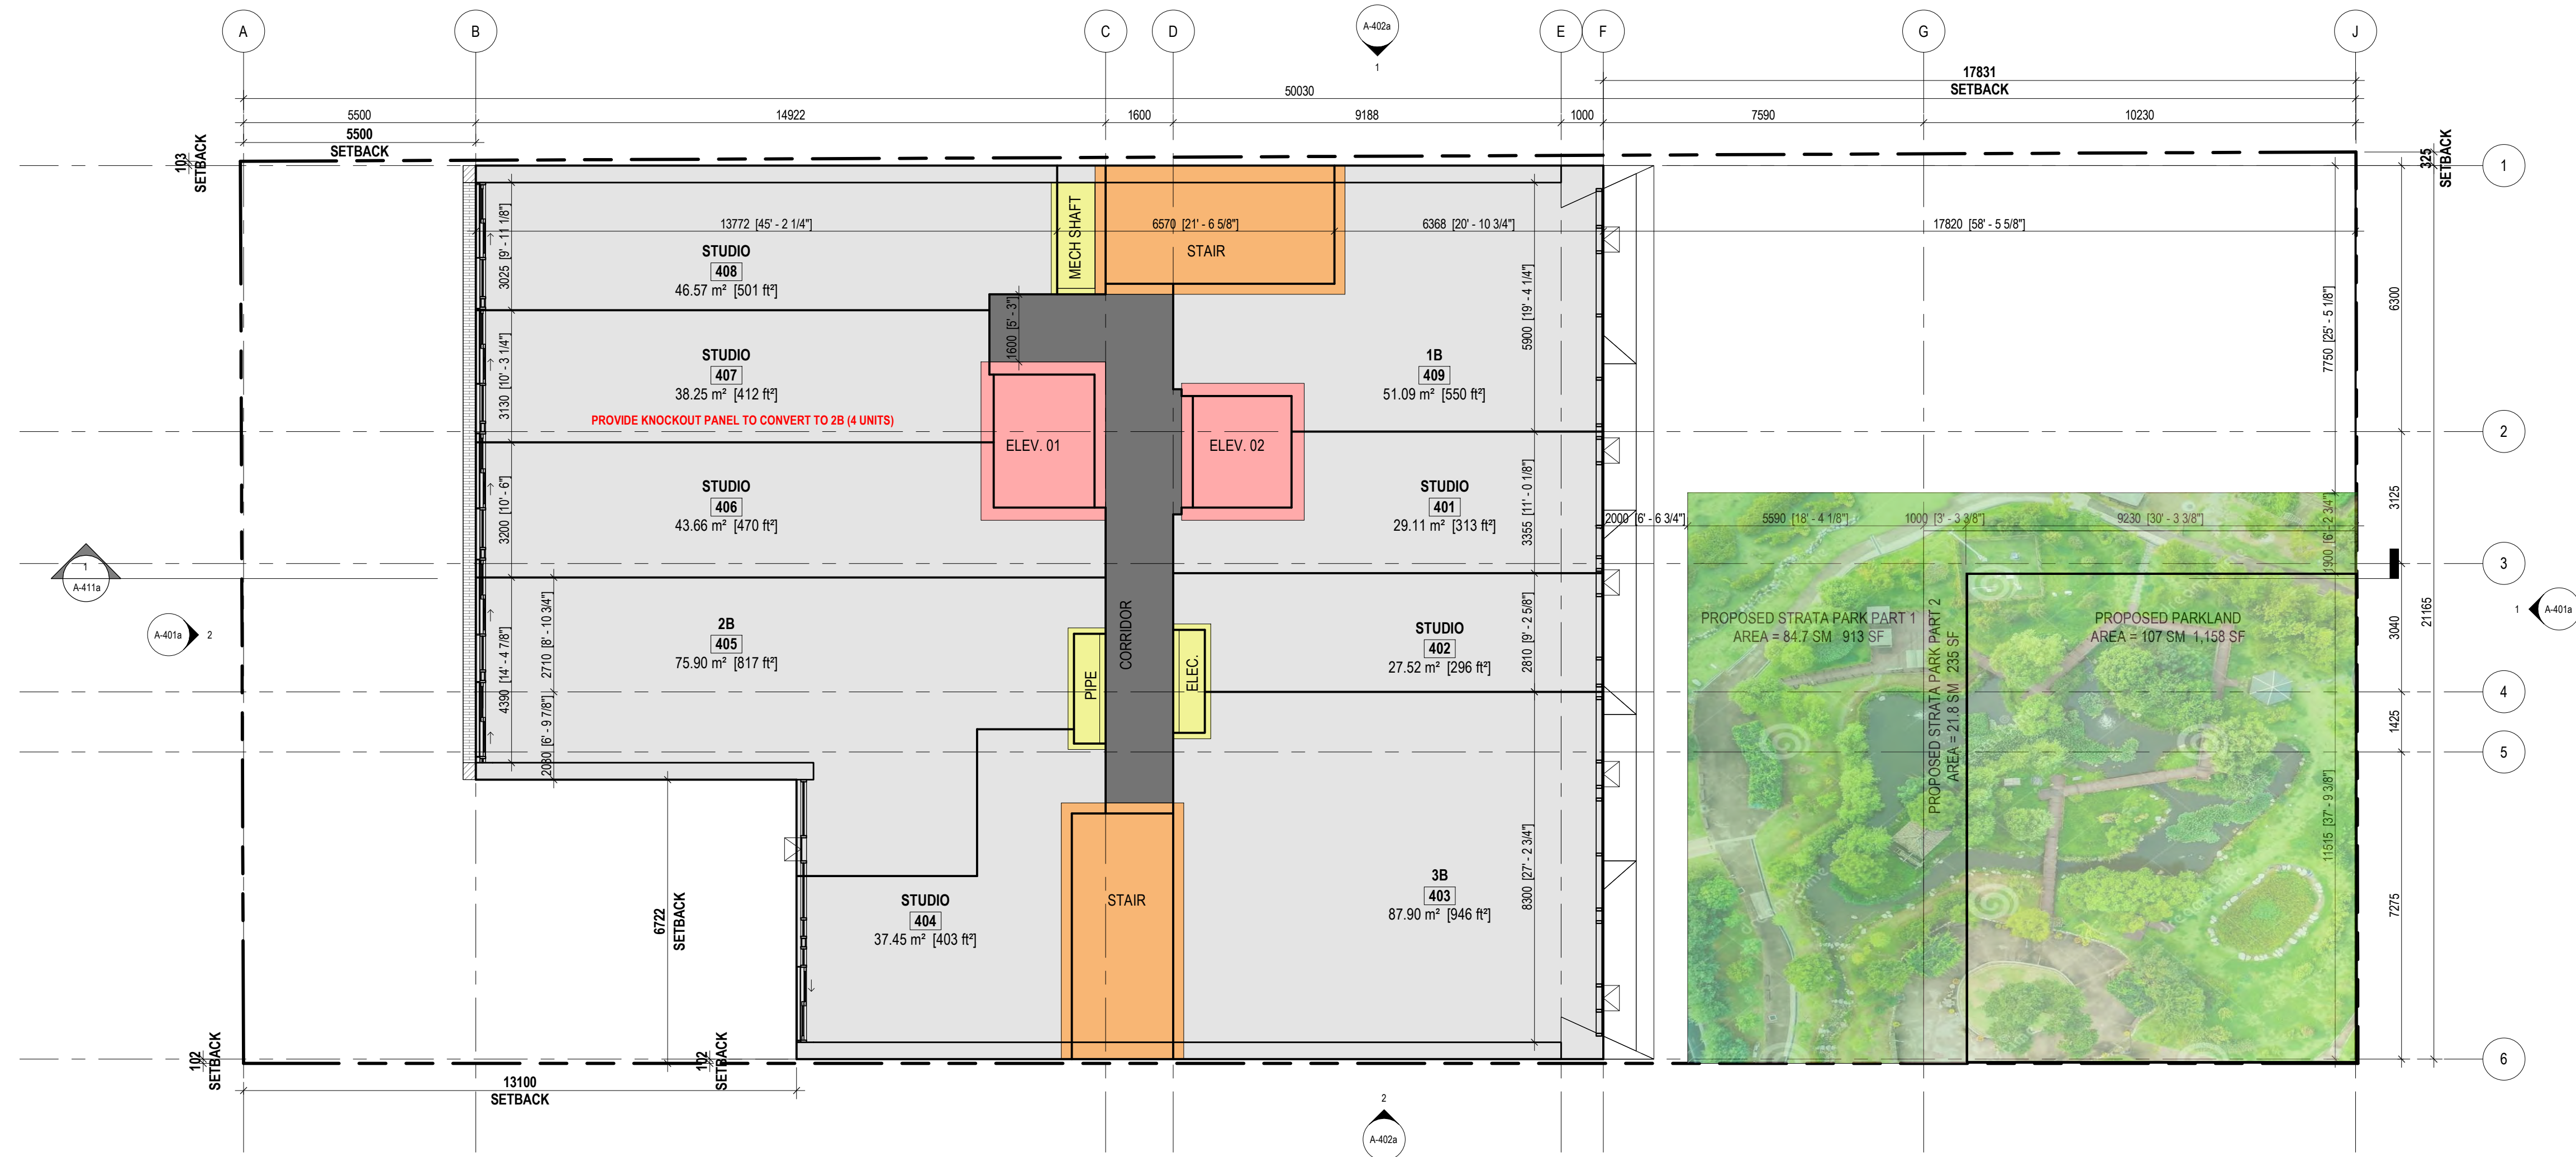 A
B
C
D
E
F
G
J
A-402a
1
17831
SETBACK
50030
5500
14922
1600
9188
1000
7590
10230
5500
SETBACK
103
SETBACK
325
SETBACK
1
2
3
4
5
6
13772 [45' - 2 1/4"]
6570 [21' - 6 5/8"]
6368 [20' - 10 3/4"]
17820 [58' - 5 5/8"]
MECH SHAFT
STAIR
STUDIO
408
46.57 m² [501 ft²]
3025 [9' - 11 1/8"]
1600 [5' - 3"]
5900 [19' - 4 1/4"]
7750 [25' - 5 1/8"]
6300
STUDIO
407
38.25 m² [412 ft²]
3130 [10' - 3 1/4"]
PROVIDE KNOCKOUT PANEL TO CONVERT TO 2B (4 UNITS)
1B
409
51.09 m² [550 ft²]
ELEV. 01
ELEV. 02
STUDIO
406
43.66 m² [470 ft²]
3200 [10' - 6"]
STUDIO
401
29.11 m² [313 ft²]
3355 [11' - 0 1/8"]
2000 [6' - 6 3/4"]
5590 [18' - 4 1/8"]
1000 [3' - 3 3/8"]
9230 [30' - 3 3/8"]
1900 [6' - 2 3/4"]
3125
21165
1
A-411a
A-401a
2
1
A-401a
2B
405
75.90 m² [817 ft²]
4390 [14' - 4 7/8"]
2710 [8' - 10 3/4"]
2080 [6' - 9 7/8"]
PIPE
CORRIDOR
ELEC.
STUDIO
402
27.52 m² [296 ft²]
2810 [9' - 2 5/8"]
PROPOSED STRATA PARK PART 1
AREA = 84.7 SM 913 SF
PROPOSED STRATA PARK PART 2
AREA = 21.8 SM 235 SF
PROPOSED PARKLAND
AREA = 107 SM 1,158 SF
3040
1425
7275
11515 [37' - 9 3/8"]
6722
SETBACK
STUDIO
404
37.45 m² [403 ft²]
STAIR
3B
403
87.90 m² [946 ft²]
8300 [27' - 2 3/4"]
102
SETBACK
102
SETBACK
13100
SETBACK
2
A-402a